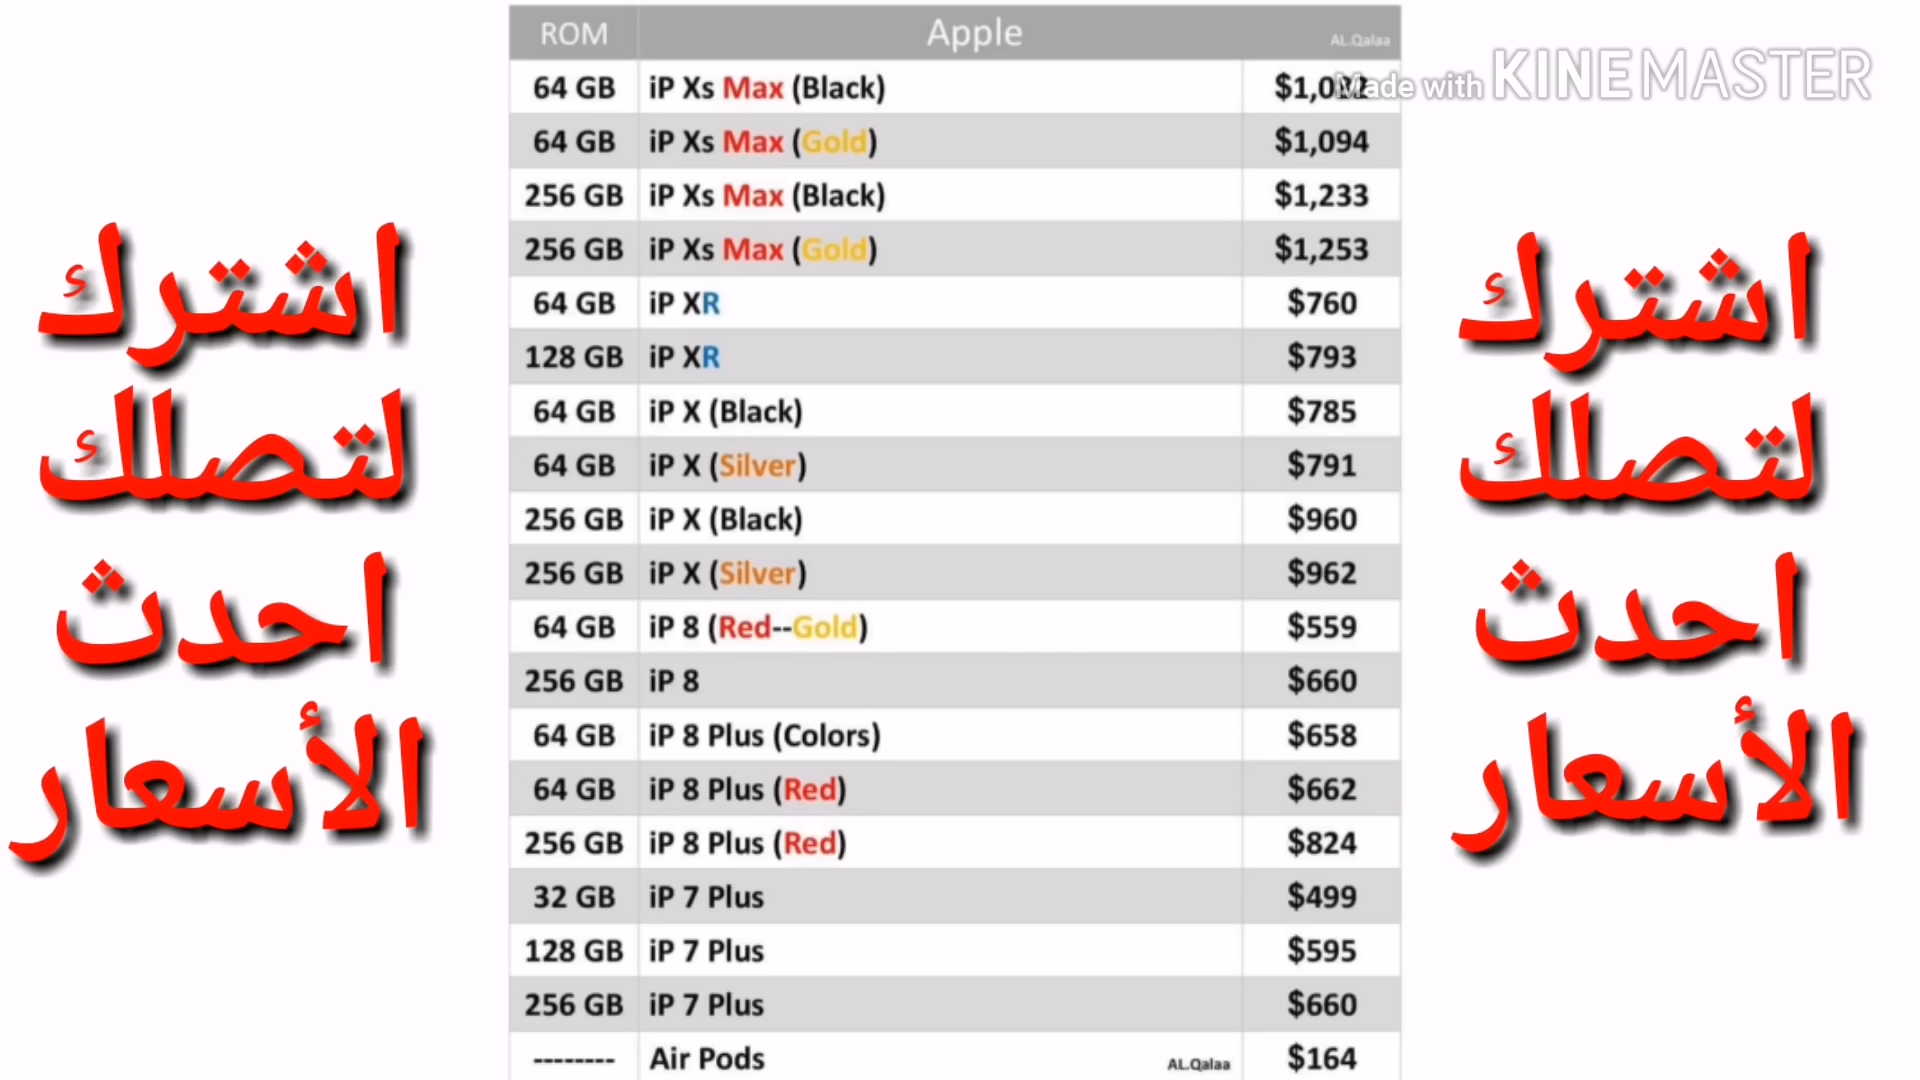 ROM Apple AL.Qalaa
Made with KINEMASTER
64 GB iP Xs Max (Black)
64 GB iP Xs Max (Gold) $1,094
256 GB iP Xs Max (Black) $1,233
256 GB iP Xs Max (Gold) $1,253
64 GB iP XR $760
128 GB iP XR $793
64 GB iP X (Black) $785
64 GB iP X (Silver) $791
256 GB iP X (Black) $960
256 GB iP X (Silver) $962
64 GB iP 8 (Red--Gold) $559
256 GB iP 8 $660
64 GB iP 8 Plus (Colors) $658
64 GB iP 8 Plus (Red) $662
256 GB iP 8 Plus (Red) $824
32 GB iP 7 Plus $499
128 GB iP 7 Plus $595
256 GB iP 7 Plus $660
-------- Air Pods AL.Qalaa $164
اشترك
لتصلك
احدث
الأسعار
اشترك
لتصلك
احدث
الأسعار